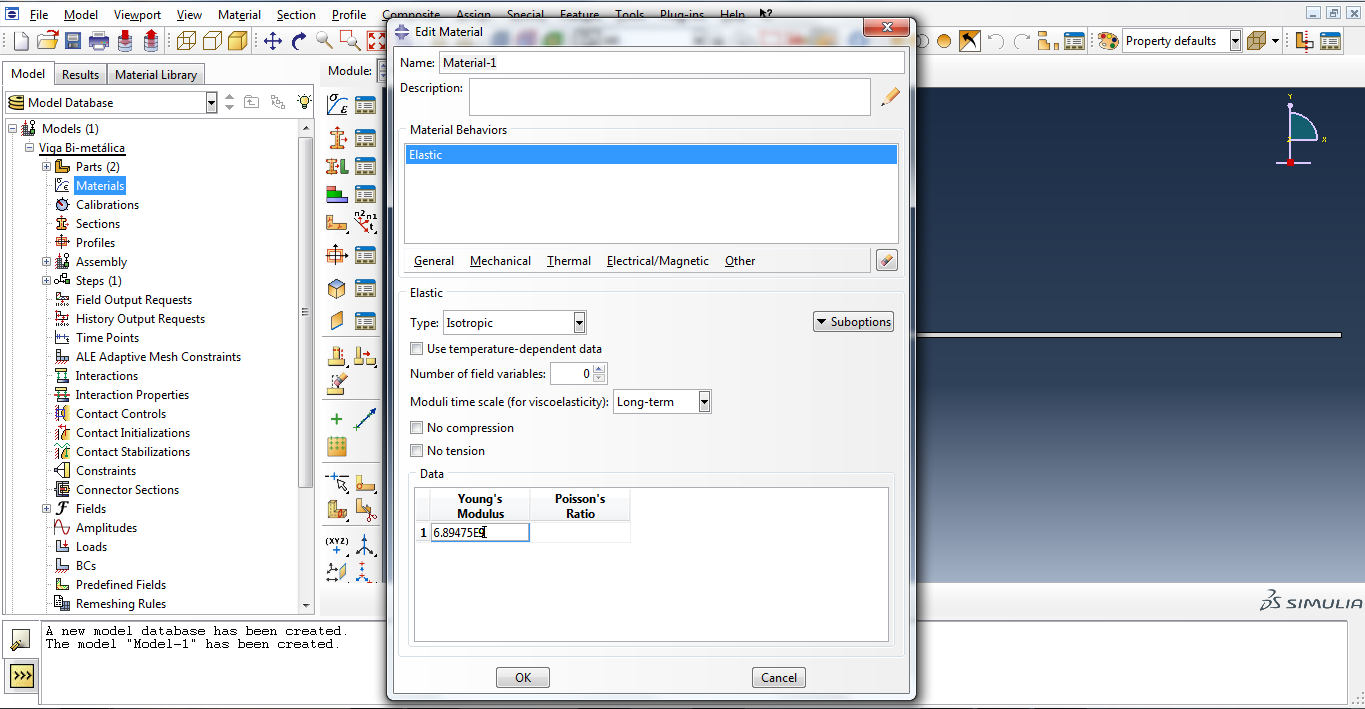 File Model Viewport View Material Section Profile Composite Assign Special Feature Tools Plug-ins Help
Edit Material
Property defaults
Model Results Material Library
Module:
Name: Material-1
Description:
Model Database
Models (1)
Viga Bi-metálica
Parts (2)
Materials
Calibrations
Sections
Profiles
Assembly
Steps (1)
Field Output Requests
History Output Requests
Time Points
ALE Adaptive Mesh Constraints
Interactions
Interaction Properties
Contact Controls
Contact Initializations
Contact Stabilizations
Constraints
Connector Sections
Fields
Amplitudes
Loads
BCs
Predefined Fields
Remeshing Rules
Material Behaviors
Elastic
General Mechanical Thermal Electrical/Magnetic Other
Elastic
Type: Isotropic
Suboptions
Use temperature-dependent data
Number of field variables: 0
Moduli time scale (for viscoelasticity): Long-term
No compression
No tension
Data
Young's Modulus
Poisson's Ratio
1 6.89475E9
OK Cancel
n2 n1
t
(XYZ)
Y
X
SIMULIA
A new model database has been created.
The model "Model-1" has been created.
>>>